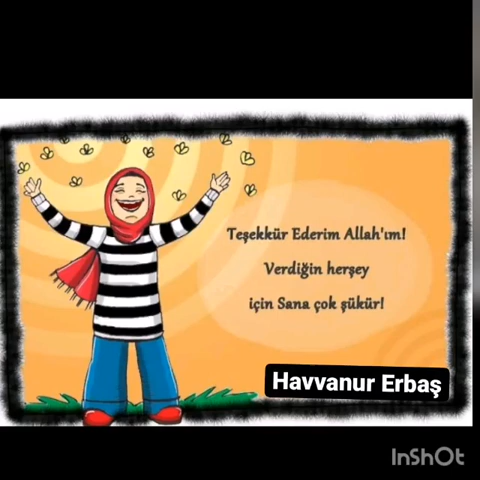 Teşekkür Ederim Allah'ım!
Verdiğin herşey
için Sana çok şükür!
Havvanur Erbaş
InShOt